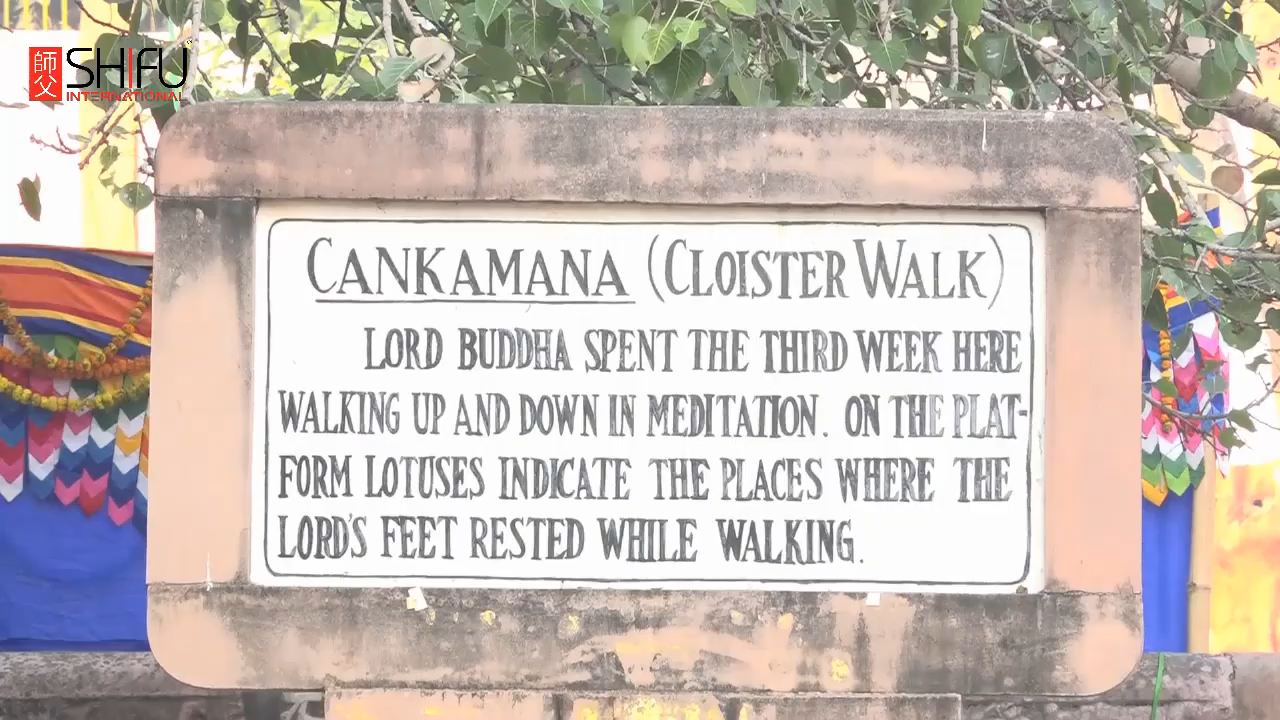 師父 SHIFU
INTERNATIONAL
CANKAMANA (CLOISTER WALK)
LORD BUDDHA SPENT THE THIRD WEEK HERE
WALKING UP AND DOWN IN MEDITATION. ON THE PLAT-
FORM LOTUSES INDICATE THE PLACES WHERE THE
LORD'S FEET RESTED WHILE WALKING.